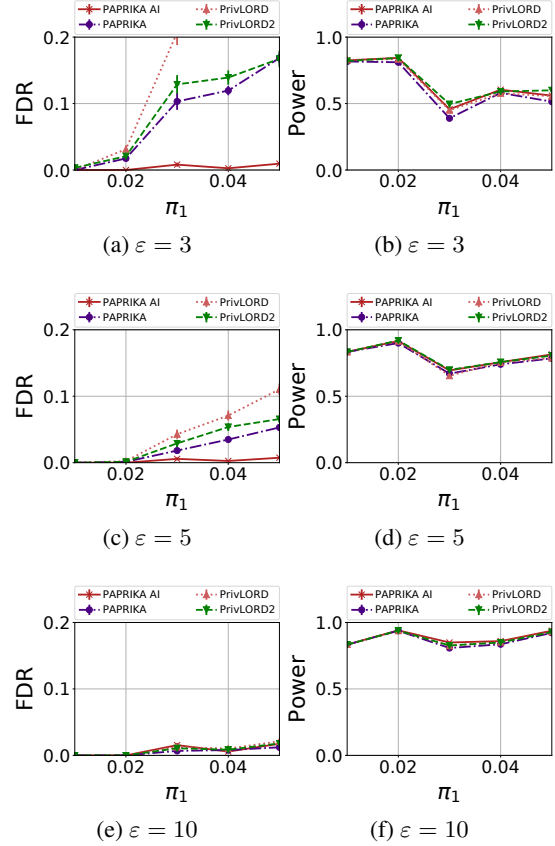 PAPRIKA AI PrivLORD PAPRIKA AI PrivLORD
PAPRIKA PrivLORD2 PAPRIKA PrivLORD2
0.2 1.0
FDR Power
0.1 0.5
0.0 0.0
0.02 0.04 0.02 0.04
π₁ π₁
(a) ε = 3 (b) ε = 3
PAPRIKA AI PrivLORD PAPRIKA AI PrivLORD
PAPRIKA PrivLORD2 PAPRIKA PrivLORD2
0.2 1.0
FDR Power
0.1 0.5
0.0 0.0
0.02 0.04 0.02 0.04
π₁ π₁
(c) ε = 5 (d) ε = 5
PAPRIKA AI PrivLORD PAPRIKA AI PrivLORD
PAPRIKA PrivLORD2 PAPRIKA PrivLORD2
0.2 1.0
FDR Power
0.1 0.5
0.0 0.0
0.02 0.04 0.02 0.04
π₁ π₁
(e) ε = 10 (f) ε = 10